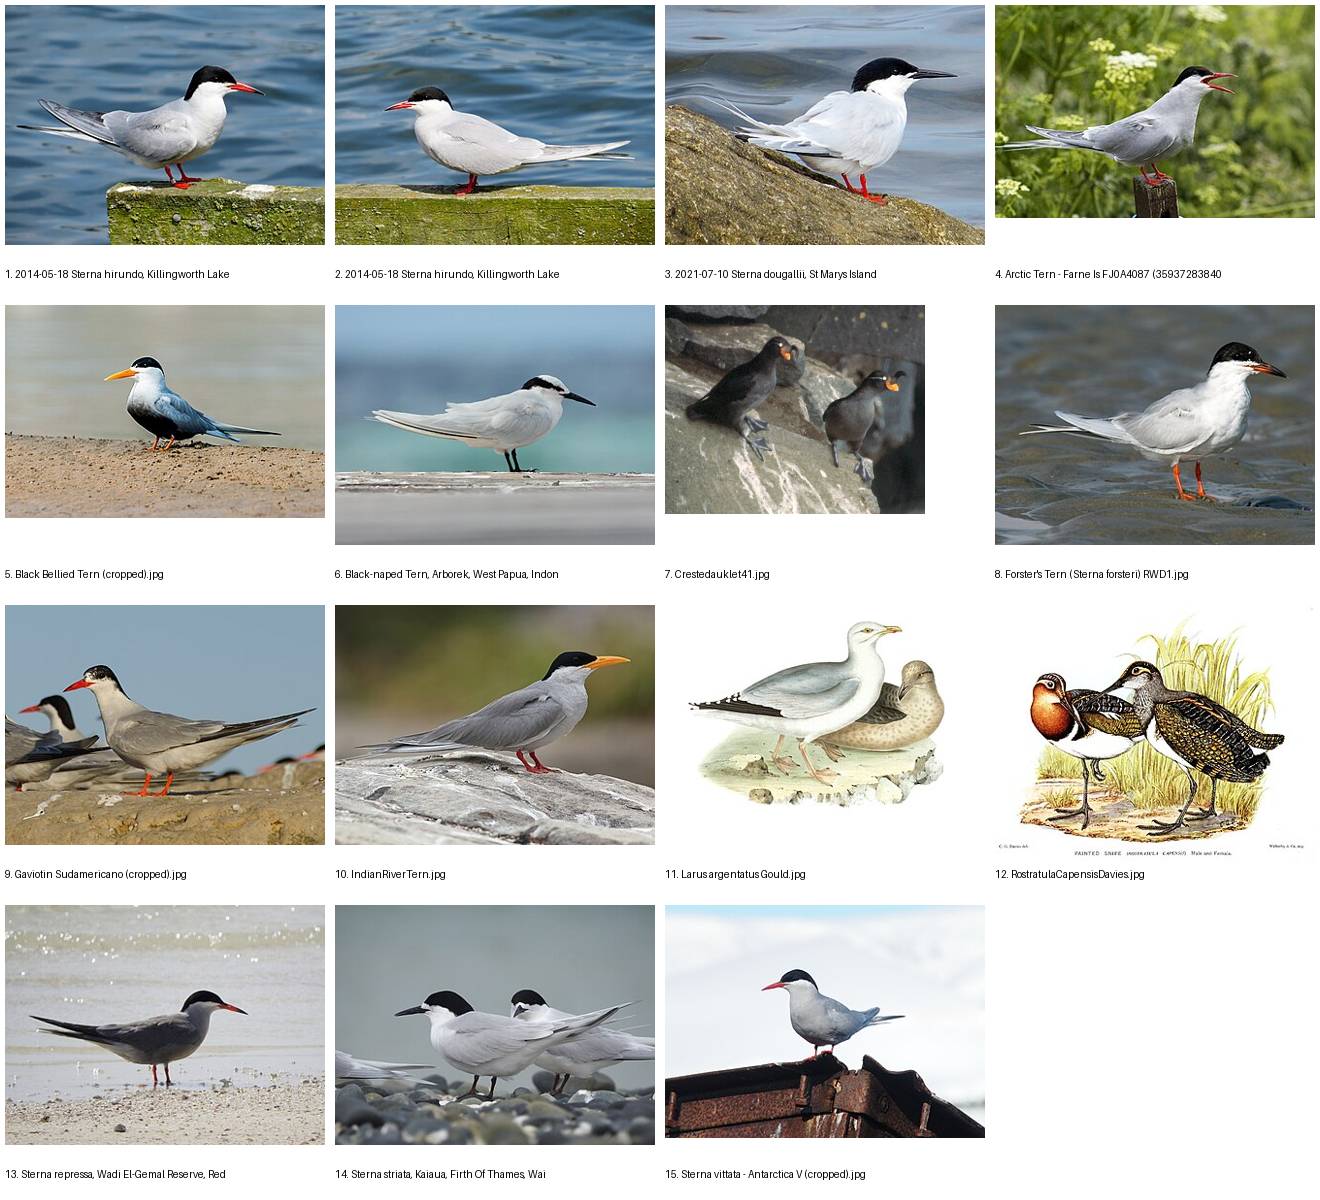 1. 2014-05-18 Sterna hirundo, Killingworth Lake
2. 2014-05-18 Sterna hirundo, Killingworth Lake
3. 2021-07-10 Sterna dougallii, St Marys Island
4. Arctic Tern - Farne Is FJ0A4087 (35937283840
5. Black Bellied Tern (cropped).jpg
6. Black-naped Tern, Arborek, West Papua, Indon
7. Crestedauklet41.jpg
8. Forster's Tern (Sterna forsteri) RWD1.jpg
9. Gaviotin Sudamericano (cropped).jpg
10. IndianRiverTern.jpg
11. Larus argentatus Gould.jpg
PAINTED SNIPE Male and Female.
12. RostratulaCapensisDavies.jpg
13. Sterna repressa, Wadi El-Gemal Reserve, Red
14. Sterna striata, Kaiaua, Firth Of Thames, Wai
15. Sterna vittata - Antarctica V (cropped).jpg